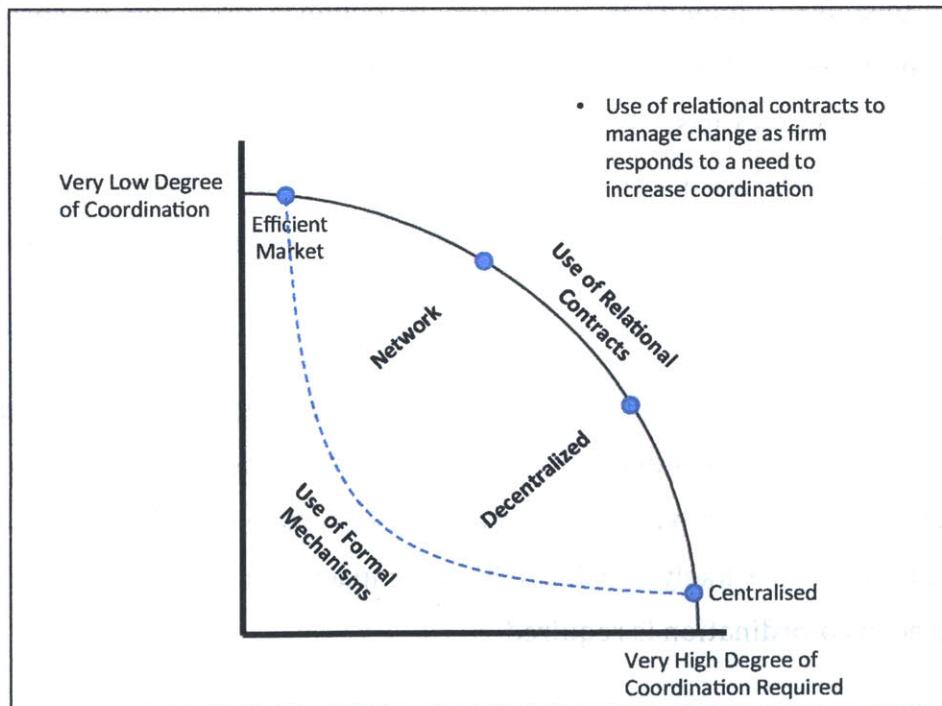 • Use of relational contracts to
manage change as firm
responds to a need to
increase coordination
Very Low Degree
of Coordination
Efficient
Market
Use of Relational
Contracts
Network
Decentralized
Use of Formal
Mechanisms
Centralised
Very High Degree of
Coordination Required